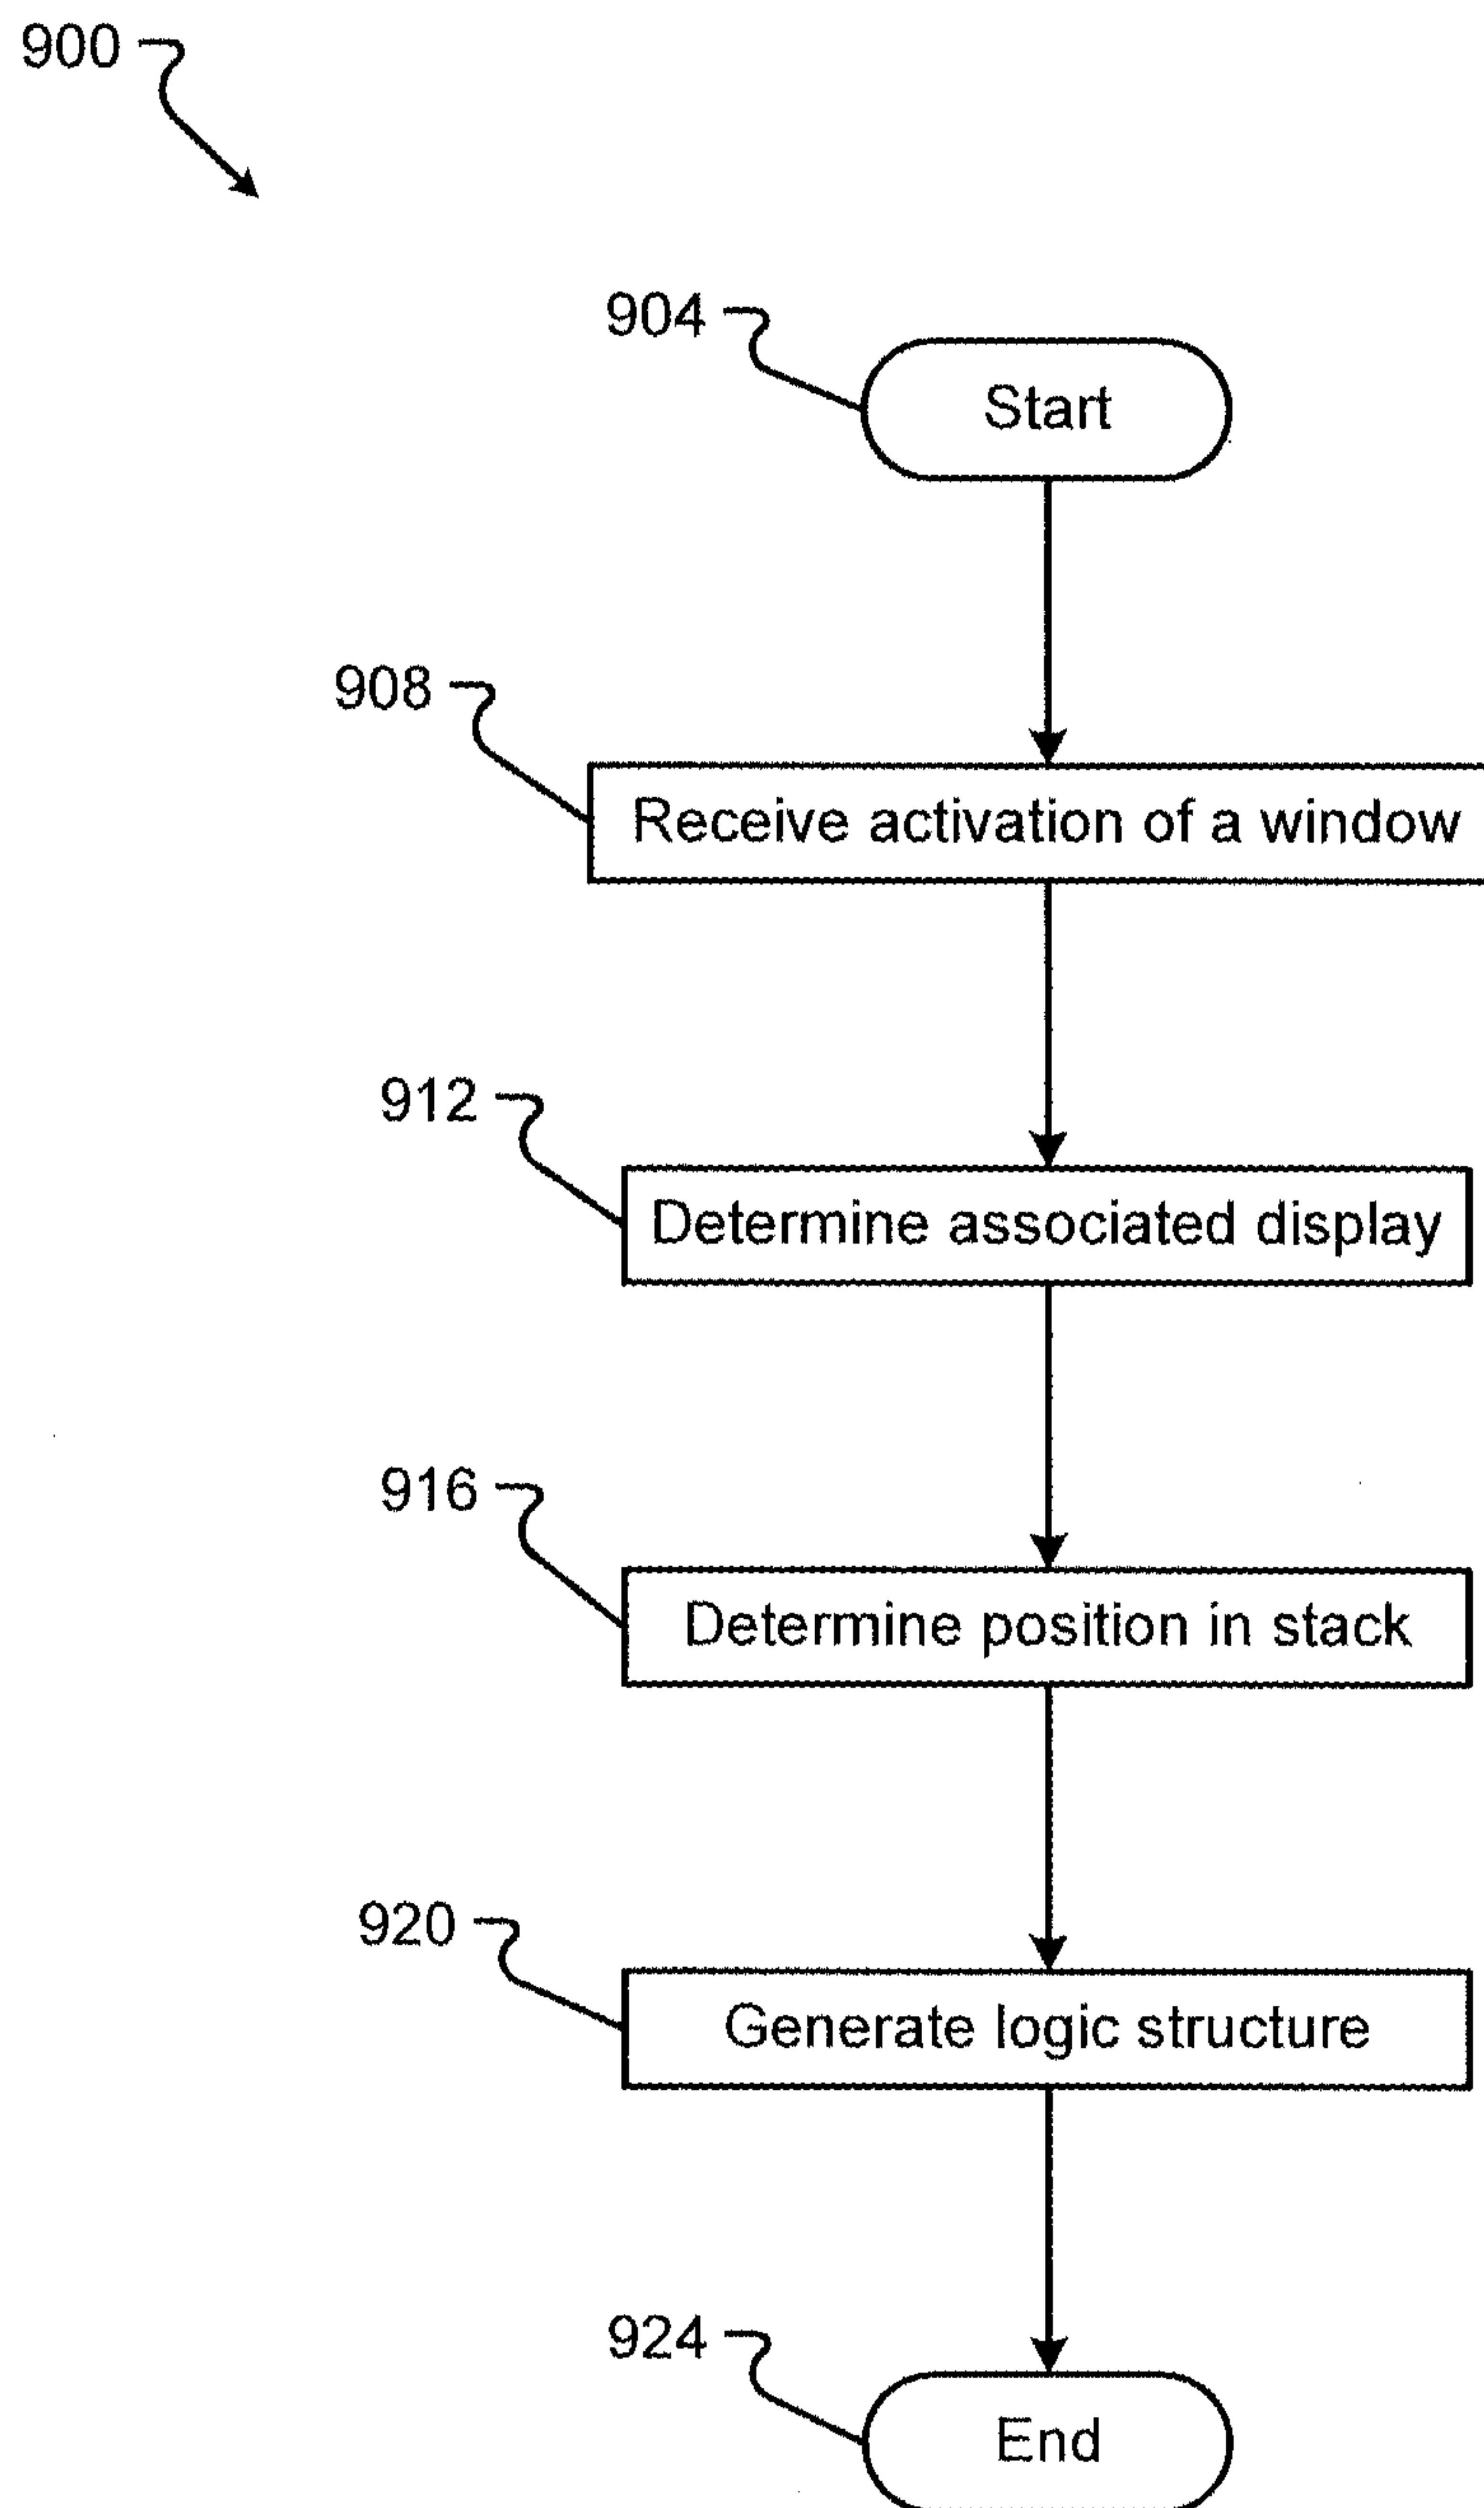 900
904
Start
908
Receive activation of a window
912
Determine associated display
916
Determine position in stack
920
Generate logic structure
924
End